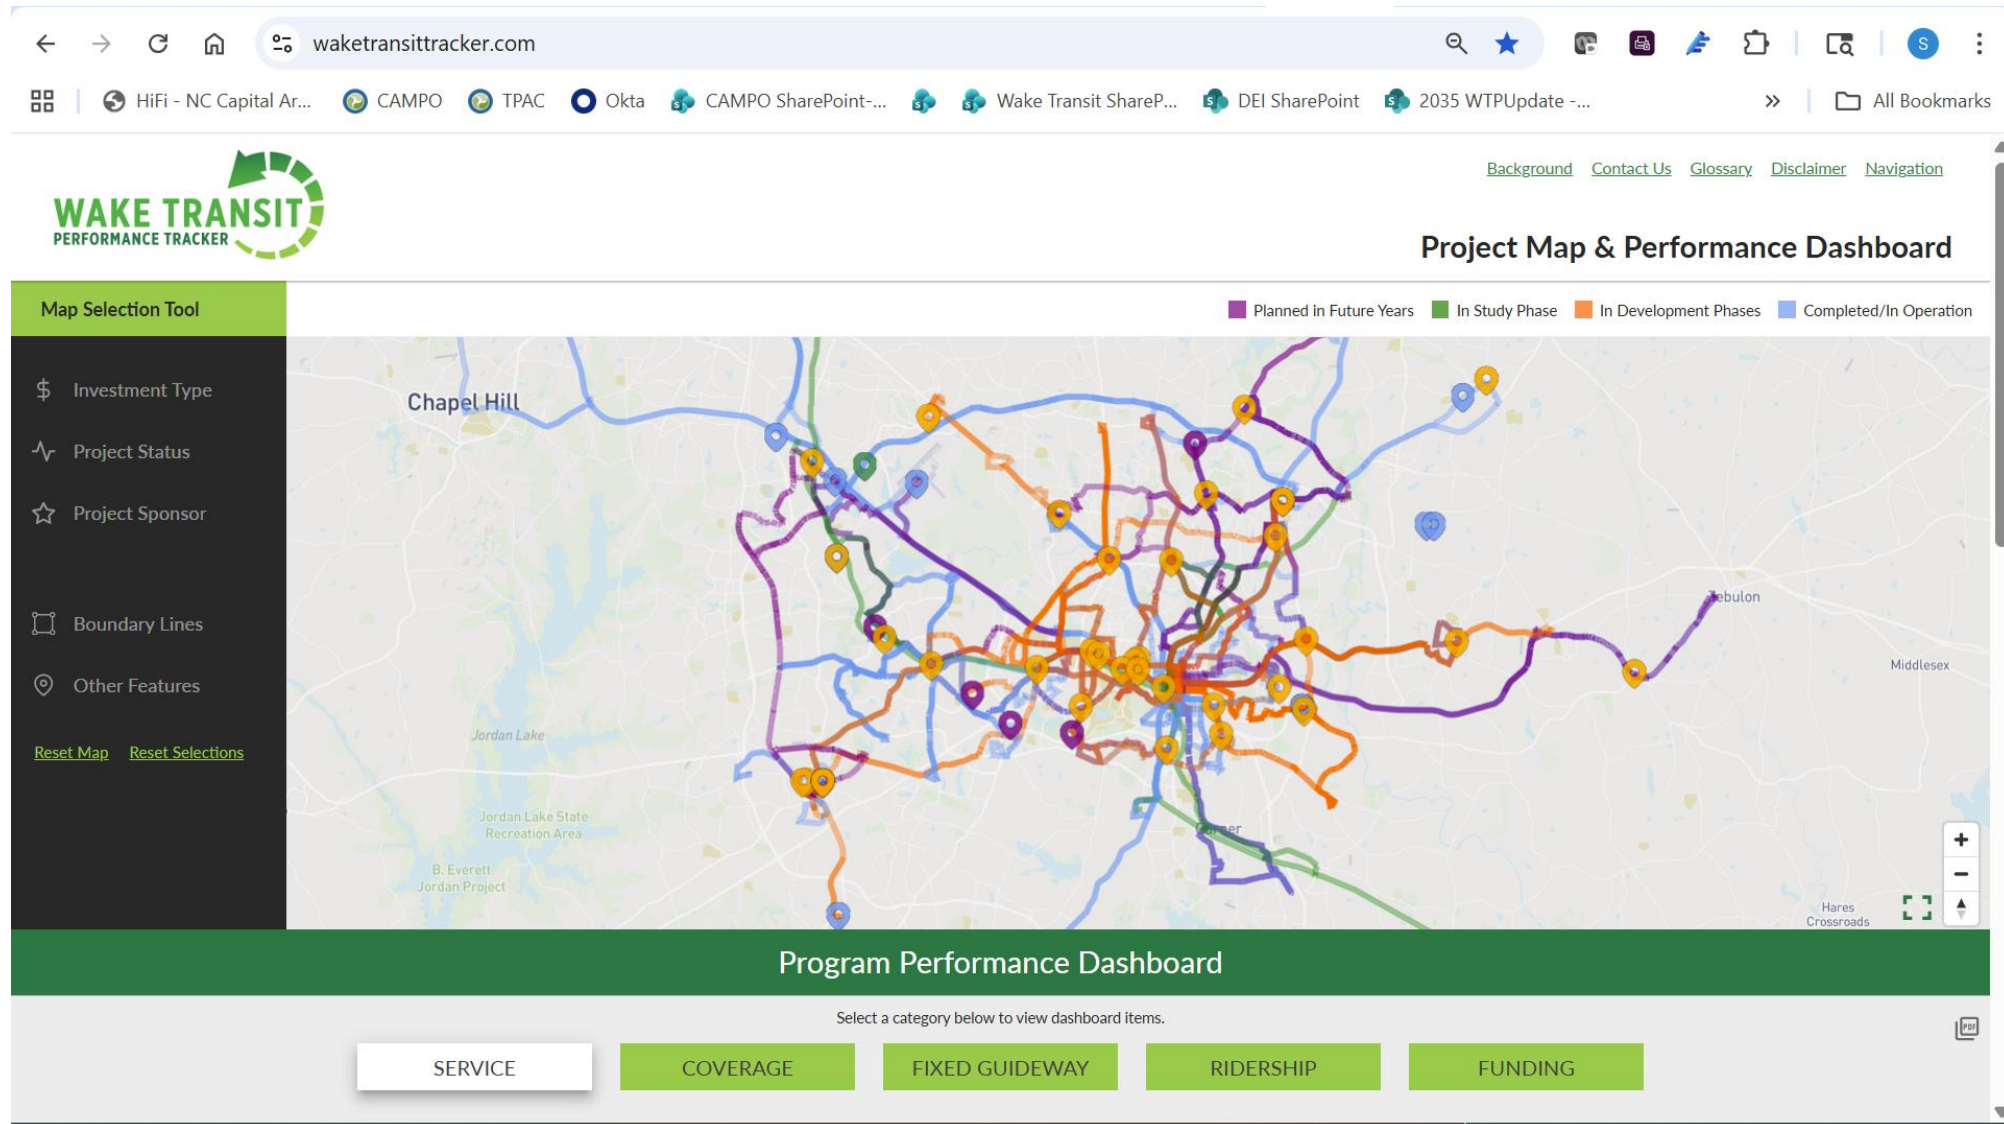 waketransittracker.com
S
HiFi - NC Capital Ar...
CAMPO
TPAC
Okta
CAMPO SharePoint-...
Wake Transit ShareP...
DEI SharePoint
2035 WTPUpdate -...
»
All Bookmarks
Background Contact Us Glossary Disclaimer Navigation
WAKE TRANSIT
PERFORMANCE TRACKER
Project Map & Performance Dashboard
Map Selection Tool
Planned in Future Years In Study Phase In Development Phases Completed/In Operation
Investment Type
Project Status
Project Sponsor
Boundary Lines
Other Features
Reset Map Reset Selections
Chapel Hill
Zebulon
Middlesex
Jordan Lake
Jordan Lake State
Recreation Area
B. Everett
Jordan Project
Hares
Crossroads
Program Performance Dashboard
Select a category below to view dashboard items.
PDF
SERVICE COVERAGE FIXED GUIDEWAY RIDERSHIP FUNDING